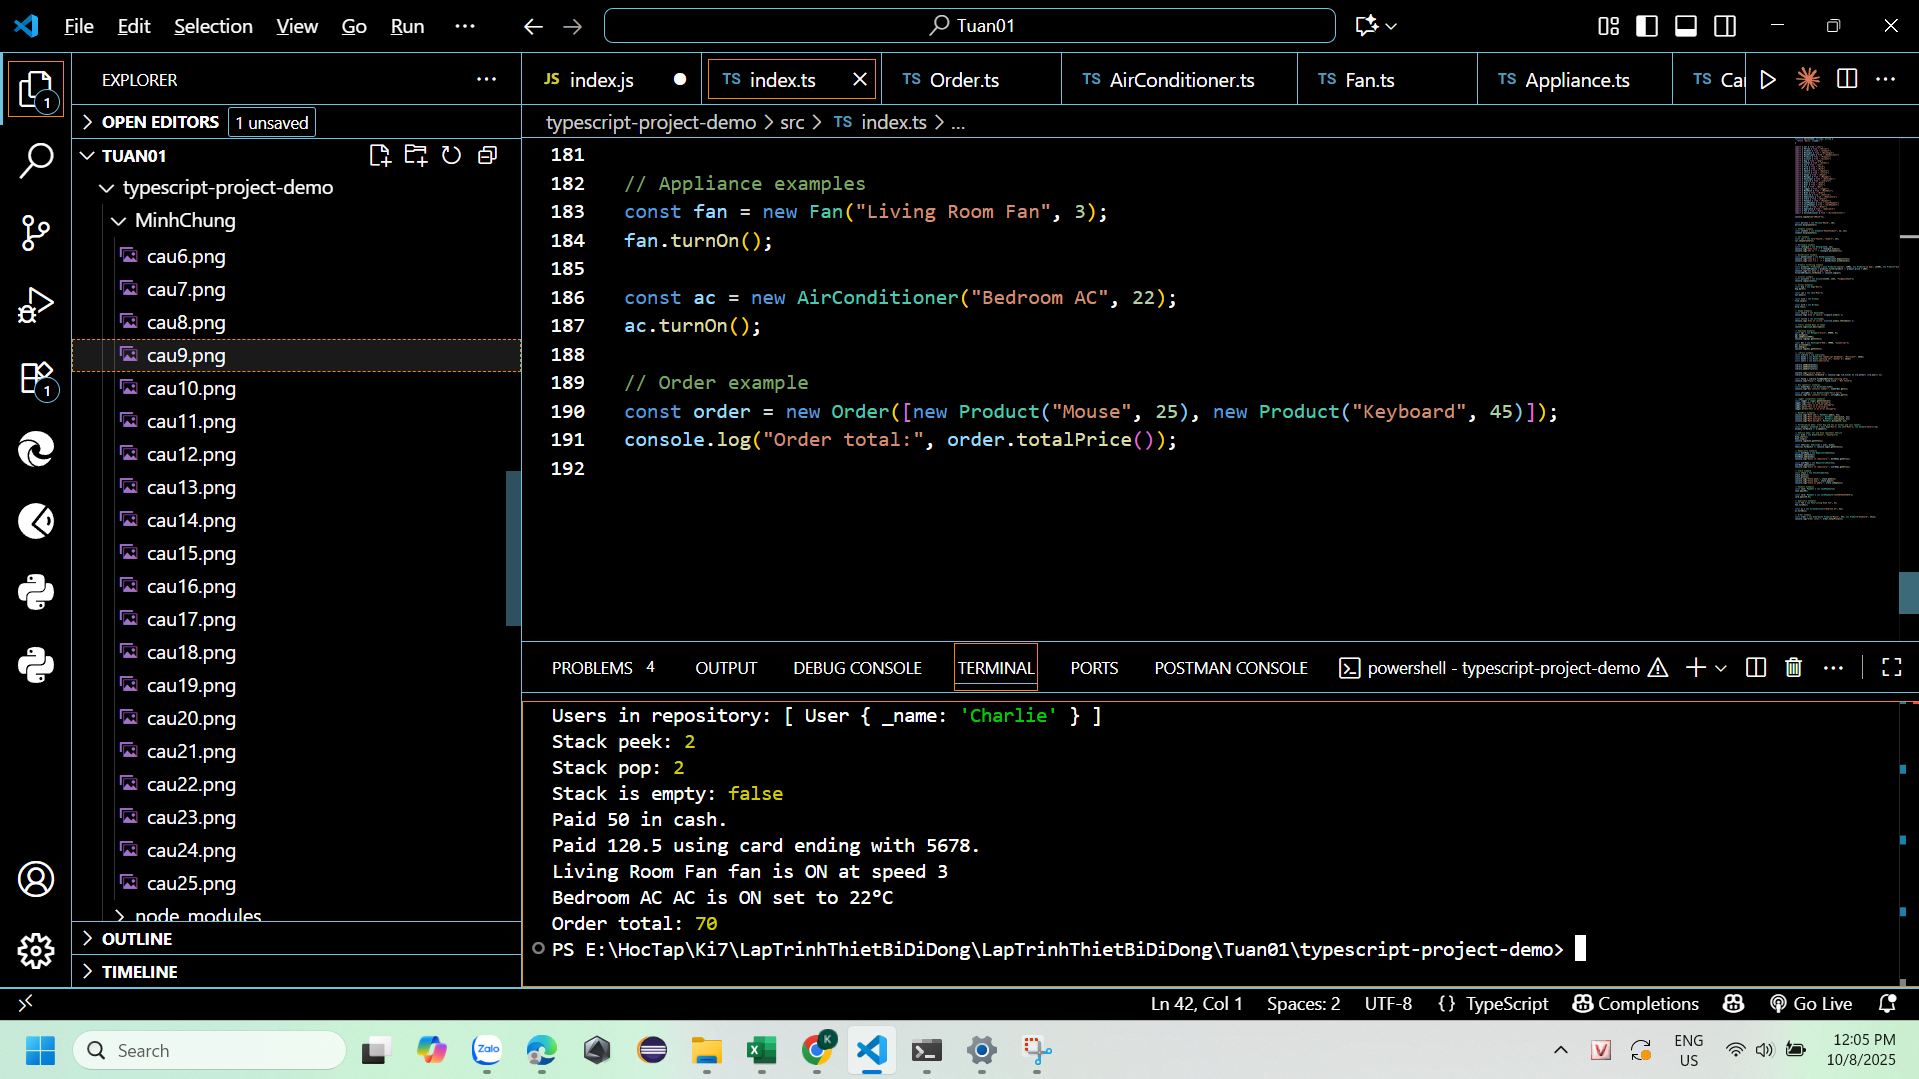 File Edit Selection View Go Run
Tuan01
EXPLORER
OPEN EDITORS 1 unsaved
TUAN01
typescript-project-demo
MinhChung
cau6.png
cau7.png
cau8.png
cau9.png
cau10.png
cau11.png
cau12.png
cau13.png
cau14.png
cau15.png
cau16.png
cau17.png
cau18.png
cau19.png
cau20.png
cau21.png
cau22.png
cau23.png
cau24.png
cau25.png
node_modules
OUTLINE
TIMELINE
JS index.js TS index.ts TS Order.ts TS AirConditioner.ts TS Fan.ts TS Appliance.ts TS Ca
typescript-project-demo > src > TS index.ts > ...
181
182 // Appliance examples
183 const fan = new Fan("Living Room Fan", 3);
184 fan.turnOn();
185
186 const ac = new AirConditioner("Bedroom AC", 22);
187 ac.turnOn();
188
189 // Order example
190 const order = new Order([new Product("Mouse", 25), new Product("Keyboard", 45)]);
191 console.log("Order total:", order.totalPrice());
192
PROBLEMS 4 OUTPUT DEBUG CONSOLE TERMINAL PORTS POSTMAN CONSOLE powershell - typescript-project-demo
Users in repository: [ User { _name: 'Charlie' } ]
Stack peek: 2
Stack pop: 2
Stack is empty: false
Paid 50 in cash.
Paid 120.5 using card ending with 5678.
Living Room Fan fan is ON at speed 3
Bedroom AC AC is ON set to 22°C
Order total: 70
PS E:\HocTap\Ki7\LapTrinhThietBiDiDong\LapTrinhThietBiDiDong\Tuan01\typescript-project-demo>
Ln 42, Col 1 Spaces: 2 UTF-8 {} TypeScript Completions Go Live
Search
Zalo
K
ENG
US
12:05 PM
10/8/2025